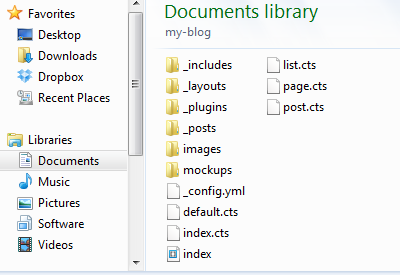 Favorites
Desktop
Downloads
Dropbox
Recent Places
Libraries
Documents
Music
Pictures
Software
Videos
Documents library
my-blog
_includes
_layouts
_plugins
_posts
images
mockups
_config.yml
default.cts
index.cts
index
list.cts
page.cts
post.cts